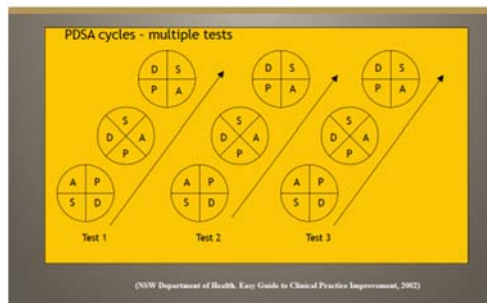 PDSA cycles - multiple tests
D S
P A
D S
P A
D S
P A
S
D A
P
S
D A
P
S
D A
P
A P
S D
A P
S D
A P
S D
Test 1
Test 2
Test 3
(NSW Department of Health. Easy Guide to Clinical Practice Improvement, 2002)